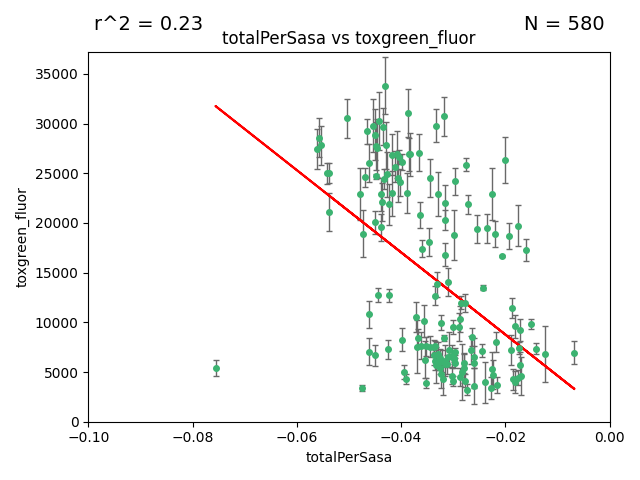 r^2 = 0.23
N = 580
totalPerSasa vs toxgreen_fluor
toxgreen_fluor
35000
30000
25000
20000
15000
10000
5000
0
−0.10
−0.08
−0.06
−0.04
−0.02
0.00
totalPerSasa